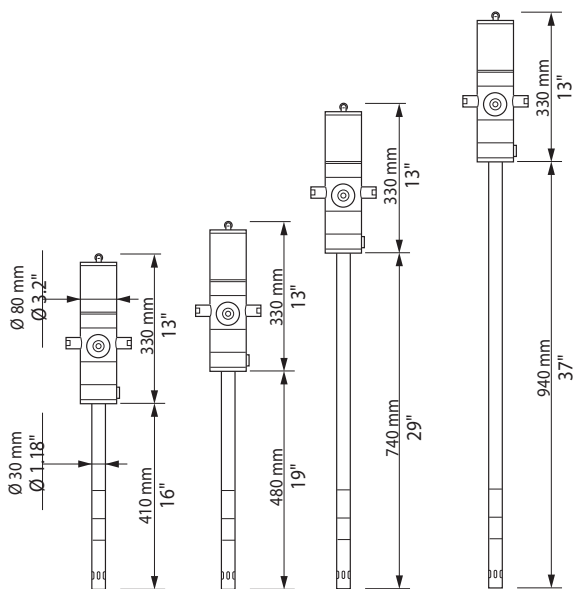 Ø 80 mm
Ø 3.2"
330 mm
13"
Ø 30 mm
Ø 1.18"
410 mm
16"
330 mm
13"
480 mm
19"
330 mm
13"
740 mm
29"
330 mm
13"
940 mm
37"